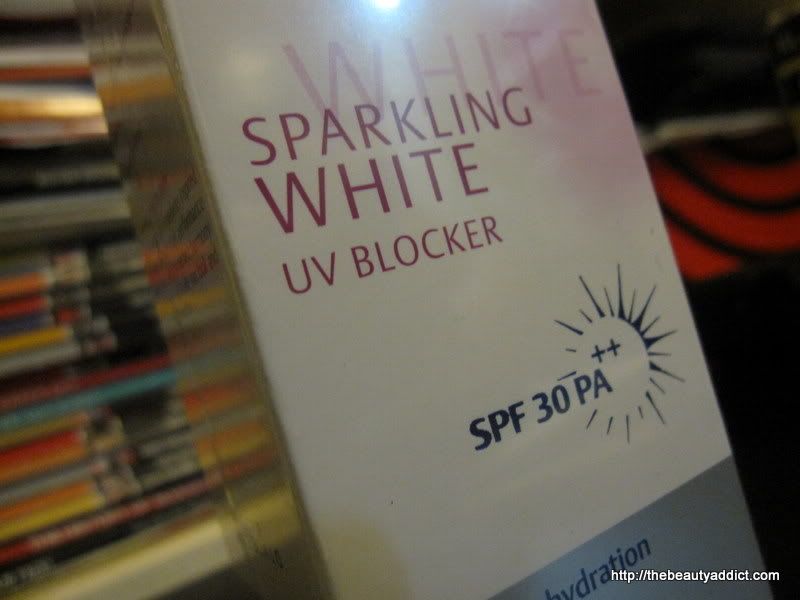 WHITE
SPARKLING
WHITE
UV BLOCKER
SPF 30 PA++
hydration
http://thebeautyaddict.com